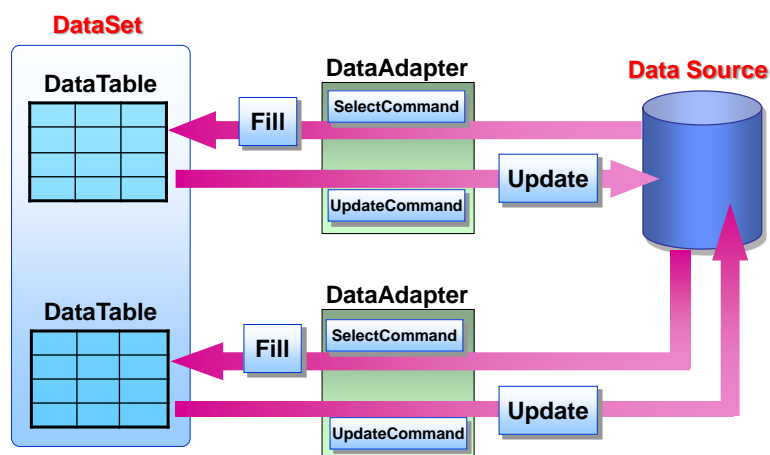 DataSet
DataTable
DataAdapter
Data Source
SelectCommand
Fill
Update
UpdateCommand
DataTable
DataAdapter
SelectCommand
Fill
Update
UpdateCommand